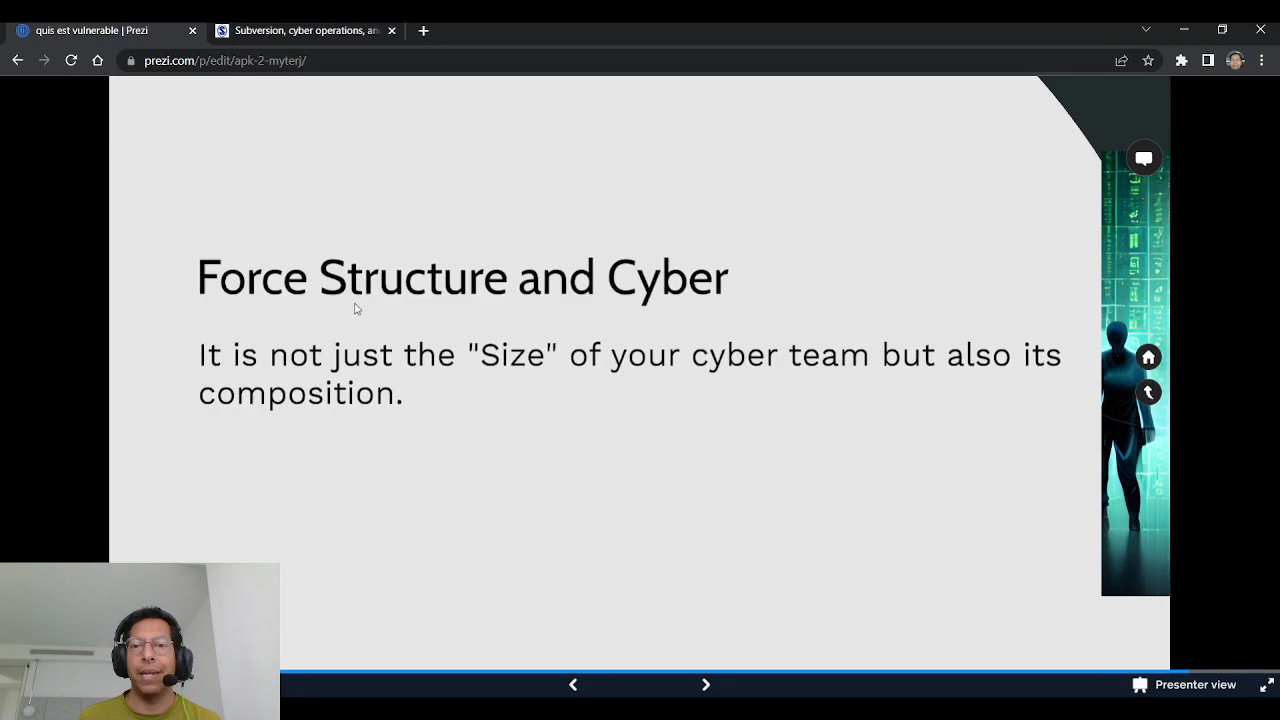 quis est vulnerable | Prezi
Subversion, cyber operations, an
prezi.com/p/edit/apk-2-myterj/
Force Structure and Cyber
It is not just the "Size" of your cyber team but also its
composition.
Presenter view